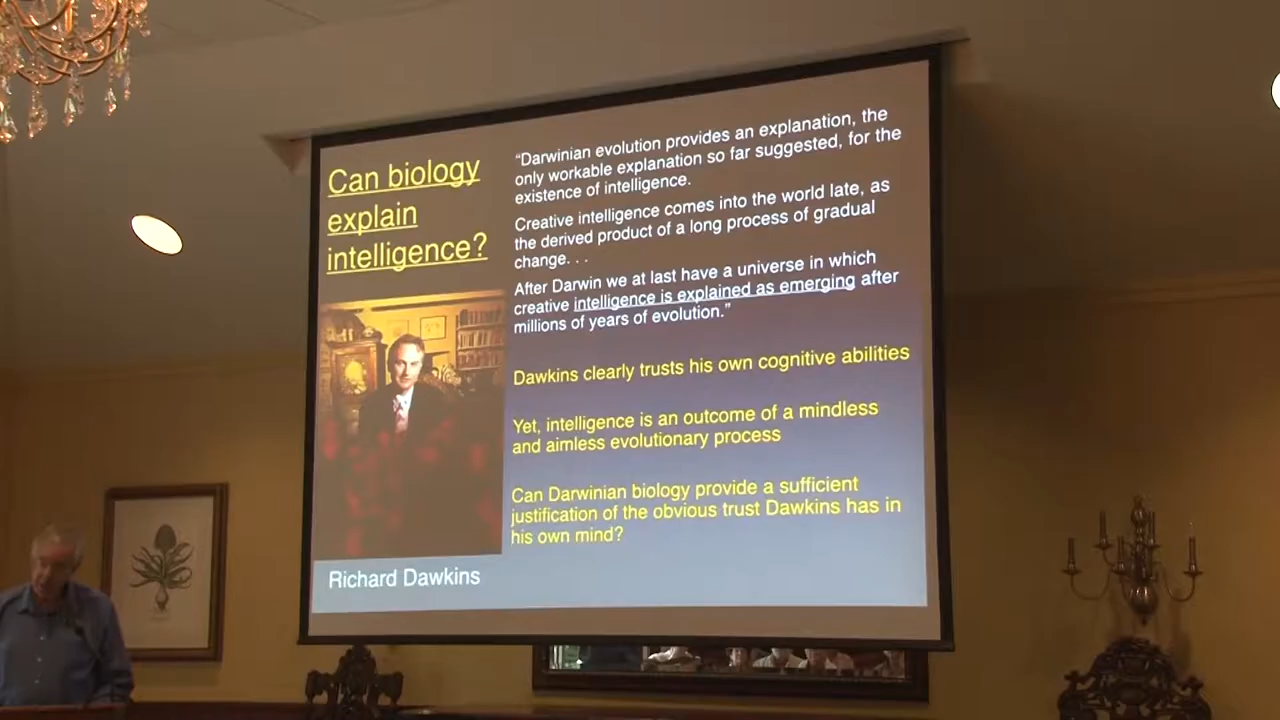 Can biology
explain
intelligence?
Richard Dawkins
“Darwinian evolution provides an explanation, the
only workable explanation so far suggested, for the
existence of intelligence.
Creative intelligence comes into the world late, as
the derived product of a long process of gradual
change. . .
After Darwin we at last have a universe in which
creative intelligence is explained as emerging after
millions of years of evolution.”
Dawkins clearly trusts his own cognitive abilities
Yet, intelligence is an outcome of a mindless
and aimless evolutionary process
Can Darwinian biology provide a sufficient
justification of the obvious trust Dawkins has in
his own mind?